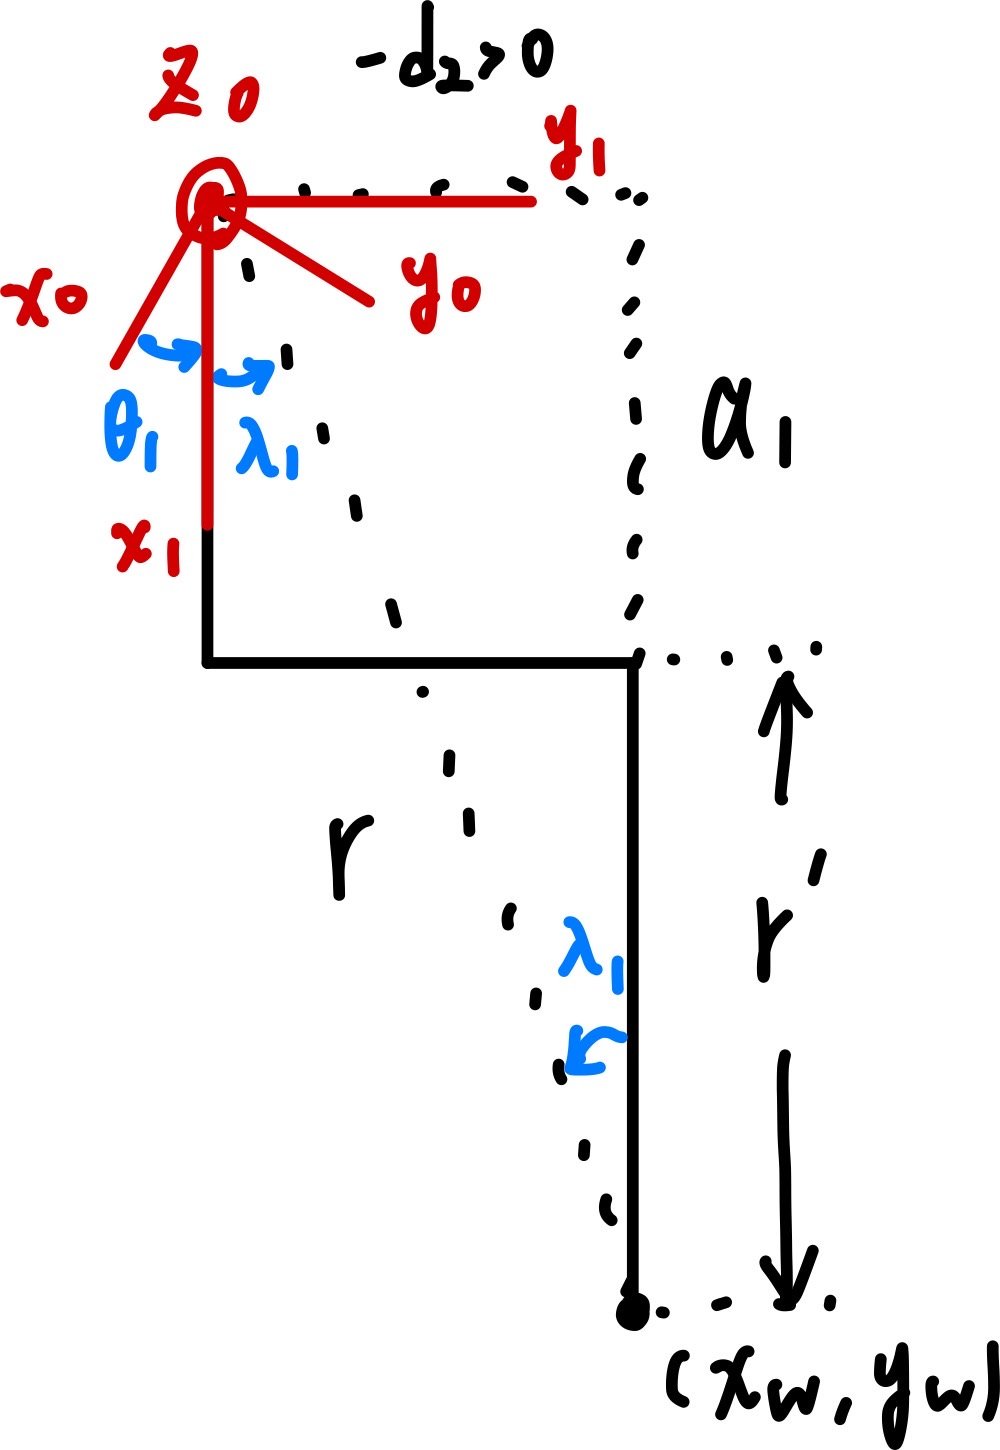 -d₂>0
z₀
y₁
x₀
y₀
a₁
θ₁
λ₁
x₁
r
r'
λ₁
(xw, yw)